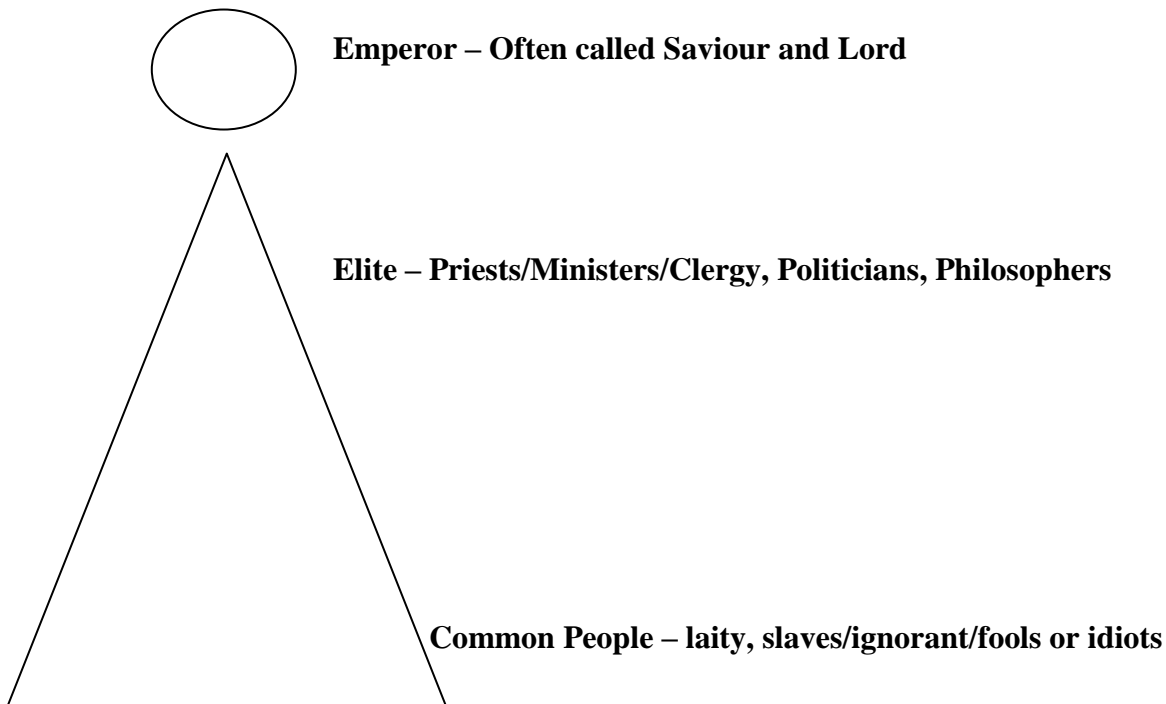 Emperor – Often called Saviour and Lord
Elite – Priests/Ministers/Clergy, Politicians, Philosophers
Common People – laity, slaves/ignorant/fools or idiots